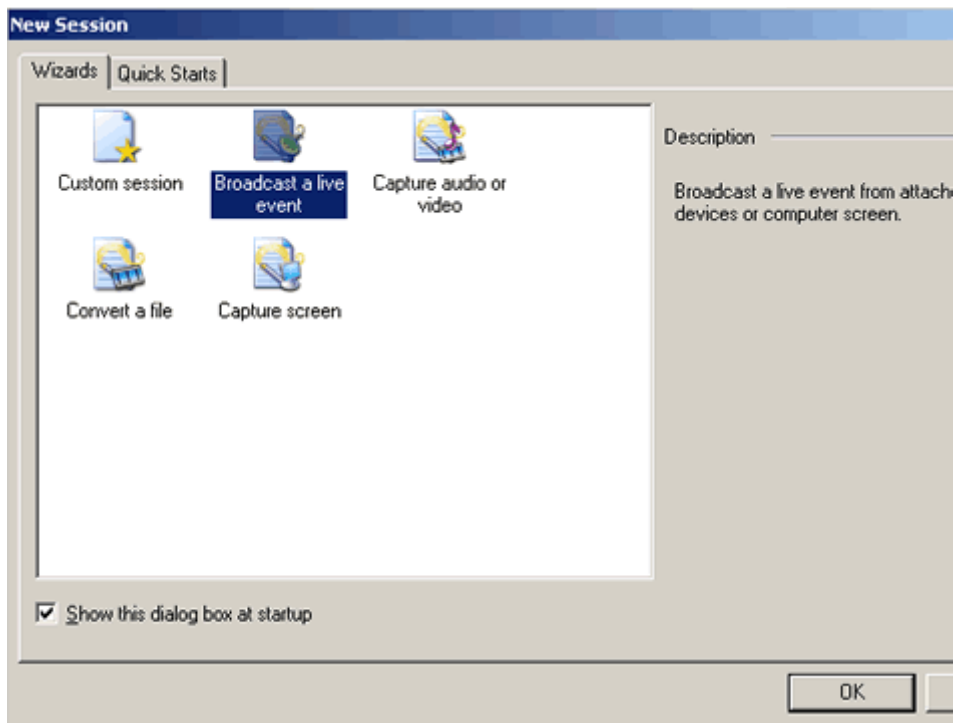 New Session
Wizards
Quick Starts
Custom session
Broadcast a live
event
Capture audio or
video
Convert a file
Capture screen
Description
Broadcast a live event from
devices or computer screen.
Show this dialog box at startup
OK